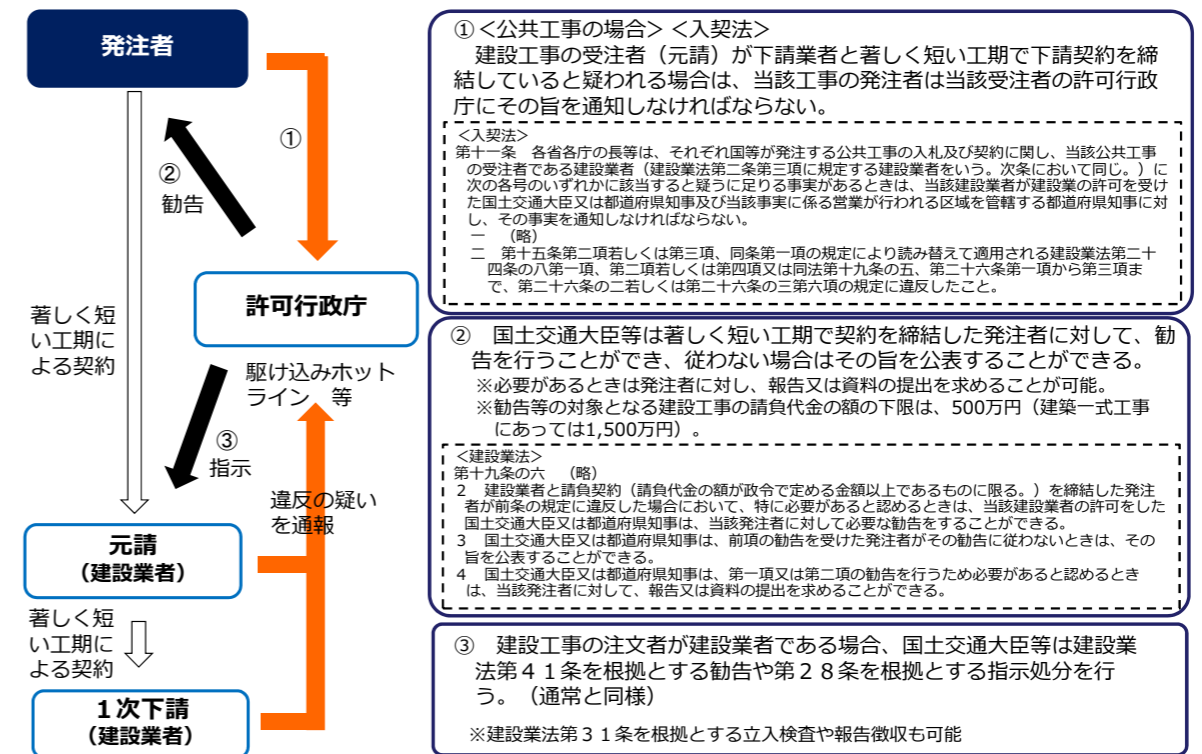 発注者
①
②
勧告
許可行政庁
著しく短
い工期に
よる契約
駆け込みホット
ライン 等
③
指示
違反の疑い
を通報
元請
(建設業者)
著しく短
い工期に
よる契約
１次下請
(建設業者)
①＜公共工事の場合＞＜入契法＞
建設工事の受注者（元請）が下請業者と著しく短い工期で下請契約を締
結していると疑われる場合は、当該工事の発注者は当該受注者の許可行政
庁にその旨を通知しなければならない。
＜入契法＞
第十一条　各省各庁の長等は、それぞれ国等が発注する公共工事の入札及び契約に関し、当該公共工事
の受注者である建設業者（建設業法第二条第三項に規定する建設業者をいう。次条において同じ。）に
次の各号のいずれかに該当すると疑うに足りる事実があるときは、当該建設業者が建設業の許可を受け
た国土交通大臣又は都道府県知事及び当該事実に係る営業が行われる区域を管轄する都道府県知事に対
し、その事実を通知しなければならない。
一　（略）
二　第十五条第二項若しくは第三項、同条第一項の規定により読み替えて適用される建設業法第二十
四条の八第一項、第二項若しくは第四項又は同法第十九条の五、第二十六条第一項から第三項ま
で、第二十六条の二若しくは第二十六条の三第六項の規定に違反したこと。
②　国土交通大臣等は著しく短い工期で契約を締結した発注者に対して、勧
告を行うことができ、従わない場合はその旨を公表することができる。
※必要があるときは発注者に対し、報告又は資料の提出を求めることが可能。
※勧告等の対象となる建設工事の請負代金の額の下限は、500万円（建築一式工事
にあっては1,500万円）。
＜建設業法＞
第十九条の六　（略）
２　建設業者と請負契約（請負代金の額が政令で定める金額以上であるものに限る。）を締結した発注
者が前条の規定に違反した場合において、特に必要があると認めるときは、当該建設業者の許可をした
国土交通大臣又は都道府県知事は、当該発注者に対して必要な勧告をすることができる。
３　国土交通大臣又は都道府県知事は、前項の勧告を受けた発注者がその勧告に従わないときは、その
旨を公表することができる。
４　国土交通大臣又は都道府県知事は、第一項又は第二項の勧告を行うため必要があると認めるとき
は、当該発注者に対して、報告又は資料の提出を求めることができる。
③　建設工事の注文者が建設業者である場合、国土交通大臣等は建設業
法第４１条を根拠とする勧告や第２８条を根拠とする指示処分を行
う。（通常と同様）
※建設業法第３１条を根拠とする立入検査や報告徴収も可能